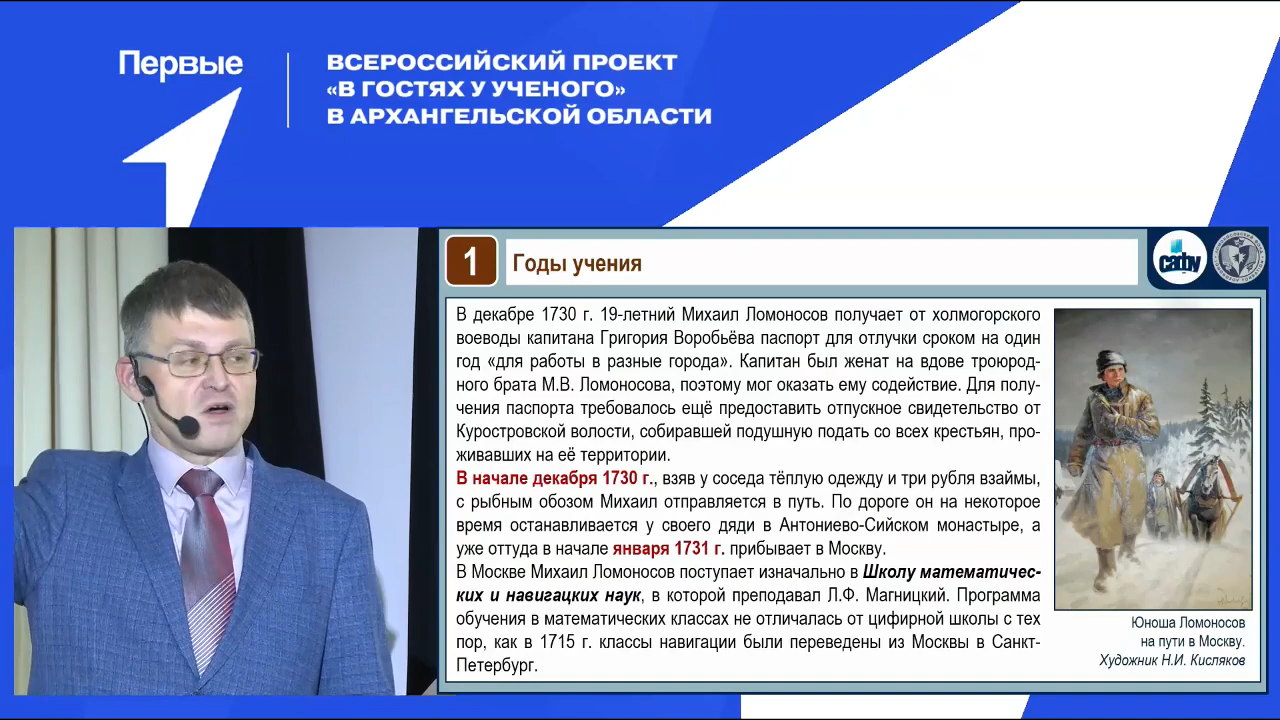 Первые
ВСЕРОССИЙСКИЙ ПРОЕКТ
«В ГОСТЯХ У УЧЕНОГО»
В АРХАНГЕЛЬСКОЙ ОБЛАСТИ
1
Годы учения
сафу
В декабре 1730 г. 19-летний Михаил Ломоносов получает от холмогорского
воеводы капитана Григория Воробьёва паспорт для отлучки сроком на один
год «для работы в разные города». Капитан был женат на вдове троюрод-
ного брата М.В. Ломоносова, поэтому мог оказать ему содействие. Для полу-
чения паспорта требовалось ещё предоставить отпускное свидетельство от
Куростровской волости, собиравшей подушную подать со всех крестьян, про-
живавших на её территории.
В начале декабря 1730 г., взяв у соседа тёплую одежду и три рубля взаймы,
с рыбным обозом Михаил отправляется в путь. По дороге он на некоторое
время останавливается у своего дяди в Антониево-Сийском монастыре, а
уже оттуда в начале января 1731 г. прибывает в Москву.
В Москве Михаил Ломоносов поступает изначально в Школу математичес-
ких и навигацких наук, в которой преподавал Л.Ф. Магницкий. Программа
обучения в математических классах не отличалась от цифирной школы с тех
пор, как в 1715 г. классы навигации были переведены из Москвы в Санкт-
Петербург.
Юноша Ломоносов
на пути в Москву.
Художник Н.И. Кисляков